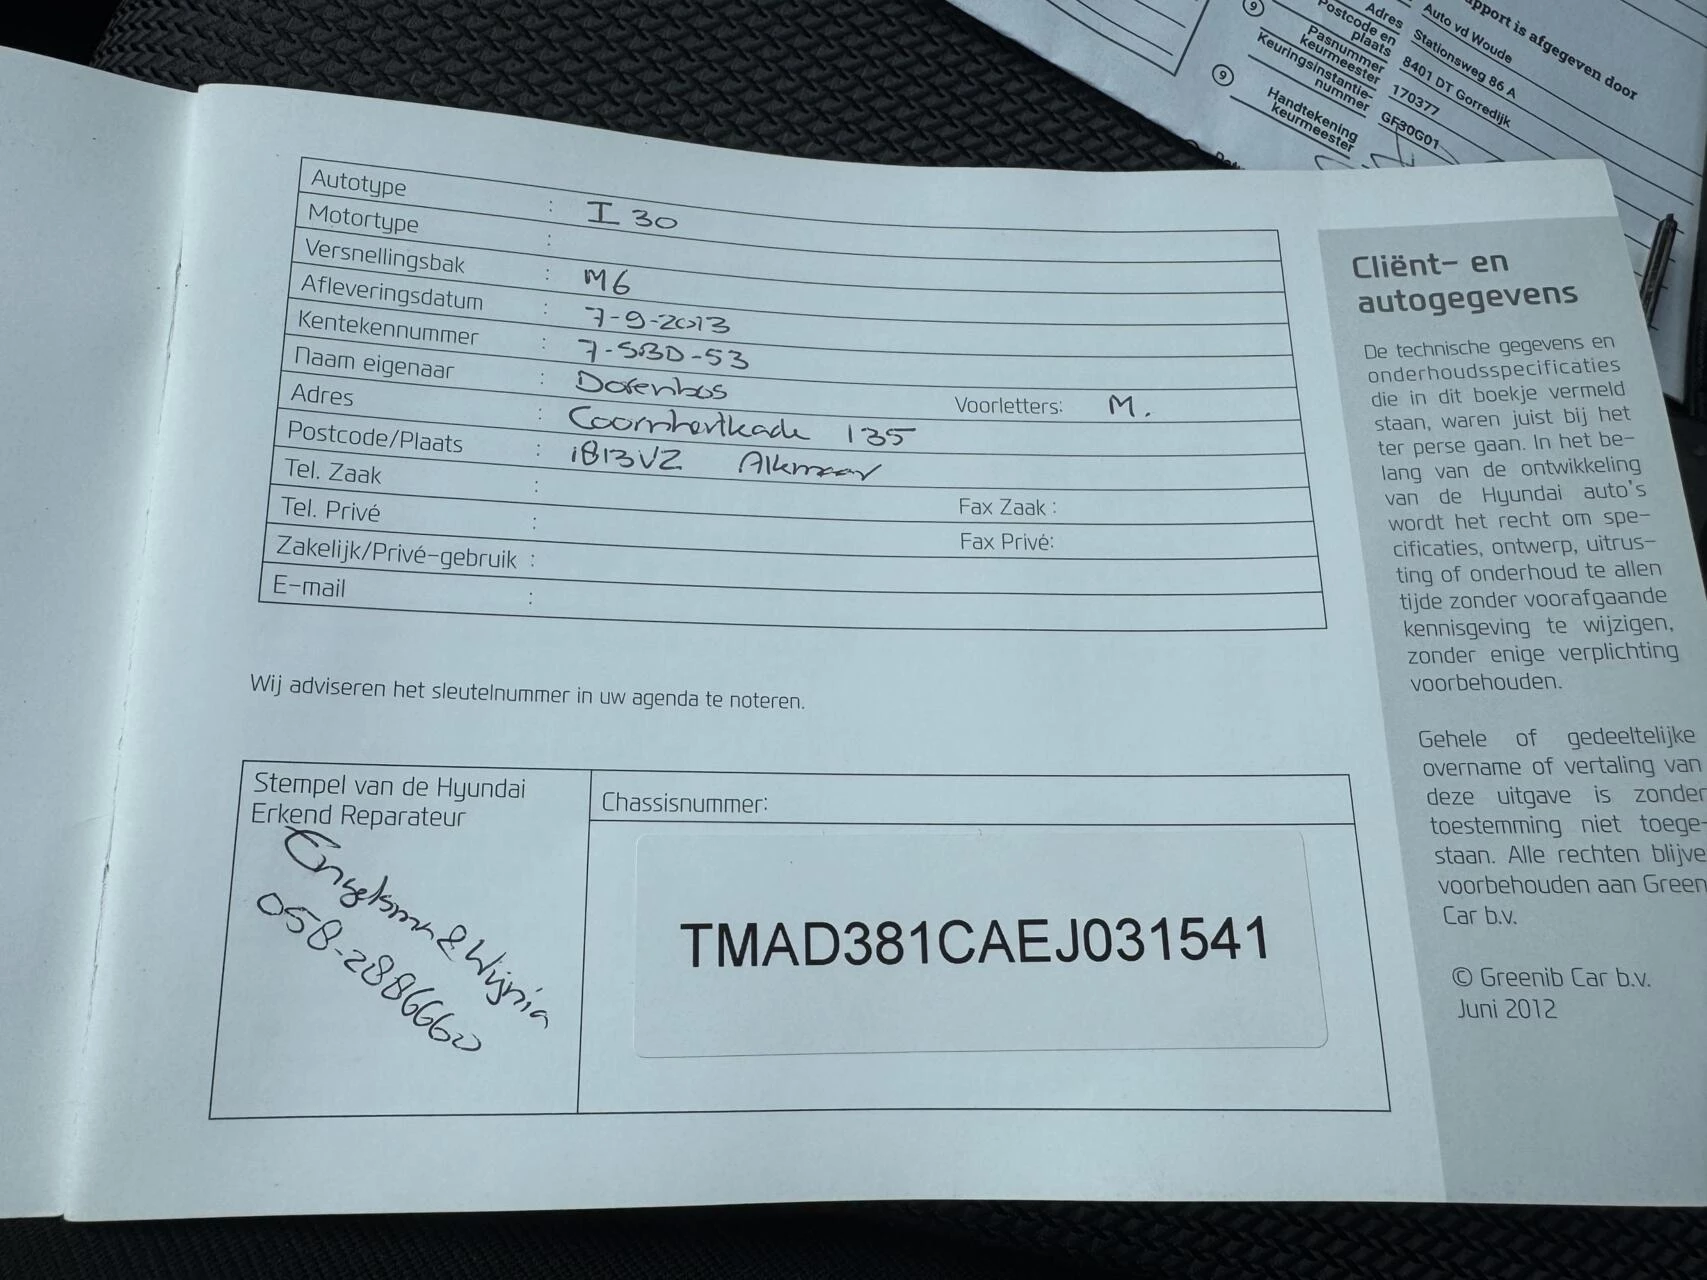 pport is afgegeven door
Auto vd Woude
Adres Stationsweg 86 A
Postcode en plaats 8401 DT Gorredijk
9 Pasnummer keurmeester 170377
Keuringsinstantie-nummer GF30G01
9 Handtekening keurmeester
Autotype : I 30
Motortype :
Versnellingsbak : M6
Afleveringsdatum : 7-9-2013
Kentekennummer : 7-SBD-53
Naam eigenaar : Dorenbos Voorletters: M.
Adres : Coornhertkade 135
Postcode/Plaats : 1813VZ Alkmaar
Tel. Zaak : Fax Zaak :
Tel. Privé : Fax Privé:
Zakelijk/Privé-gebruik :
E-mail :
Wij adviseren het sleutelnummer in uw agenda te noteren.
Stempel van de Hyundai
Erkend Reparateur
Engelsma & Wijnia
058-2886660
Chassisnummer:
TMAD381CAEJ031541
Cliënt- en
autogegevens
De technische gegevens en
onderhoudsspecificaties
die in dit boekje vermeld
staan, waren juist bij het
ter perse gaan. In het be-
lang van de ontwikkeling
van de Hyundai auto's
wordt het recht om spe-
cificaties, ontwerp, uitrus-
ting of onderhoud te allen
tijde zonder voorafgaande
kennisgeving te wijzigen,
zonder enige verplichting
voorbehouden.
Gehele of gedeeltelijke
overname of vertaling van
deze uitgave is zonder
toestemming niet toege-
staan. Alle rechten blijve
voorbehouden aan Green
Car b.v.
© Greenib Car b.v.
Juni 2012